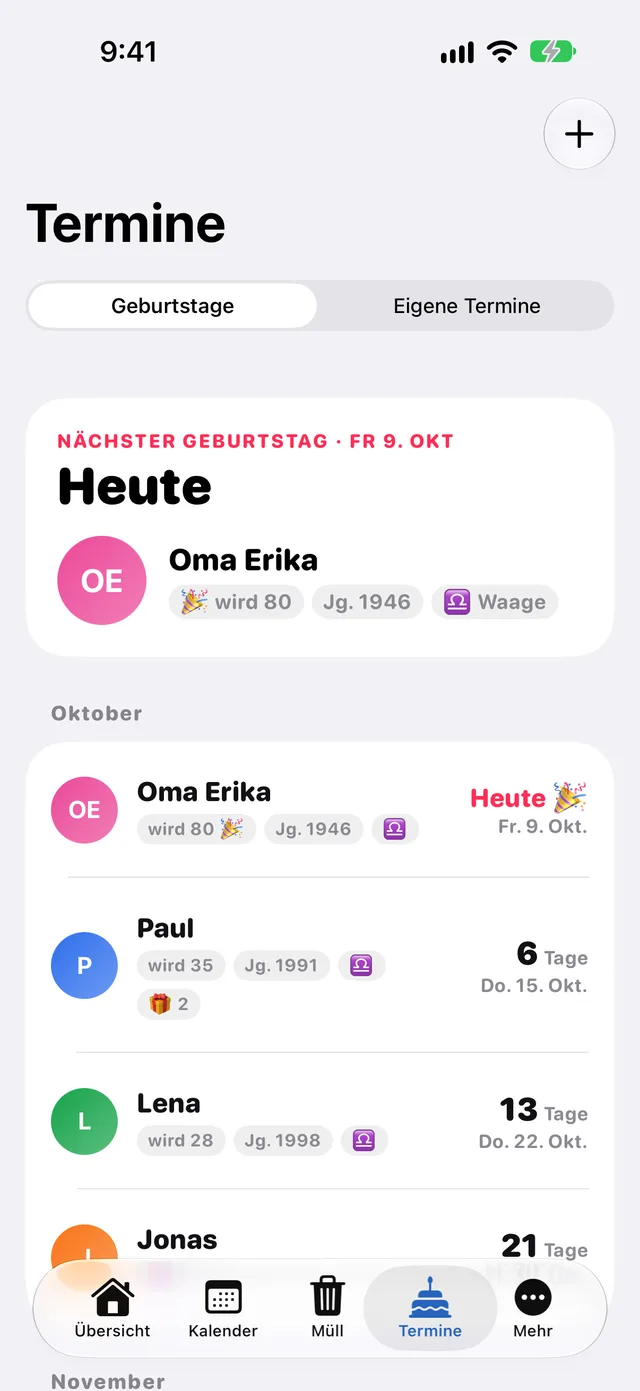 9:41
Termine
Geburtstage
Eigene Termine
NÄCHSTER GEBURTSTAG · FR 9. OKT
Heute
OE
Oma Erika
🎉 wird 80 Jg. 1946 ♎ Waage
Oktober
OE
Oma Erika
wird 80 🎉 Jg. 1946 ♎
Heute 🎉
Fr. 9. Okt.
P
Paul
wird 35 Jg. 1991 ♎
🎁 2
6 Tage
Do. 15. Okt.
L
Lena
wird 28 Jg. 1998 ♎
13 Tage
Do. 22. Okt.
Jonas
21 Tage
Übersicht
Kalender
Müll
Termine
Mehr
November